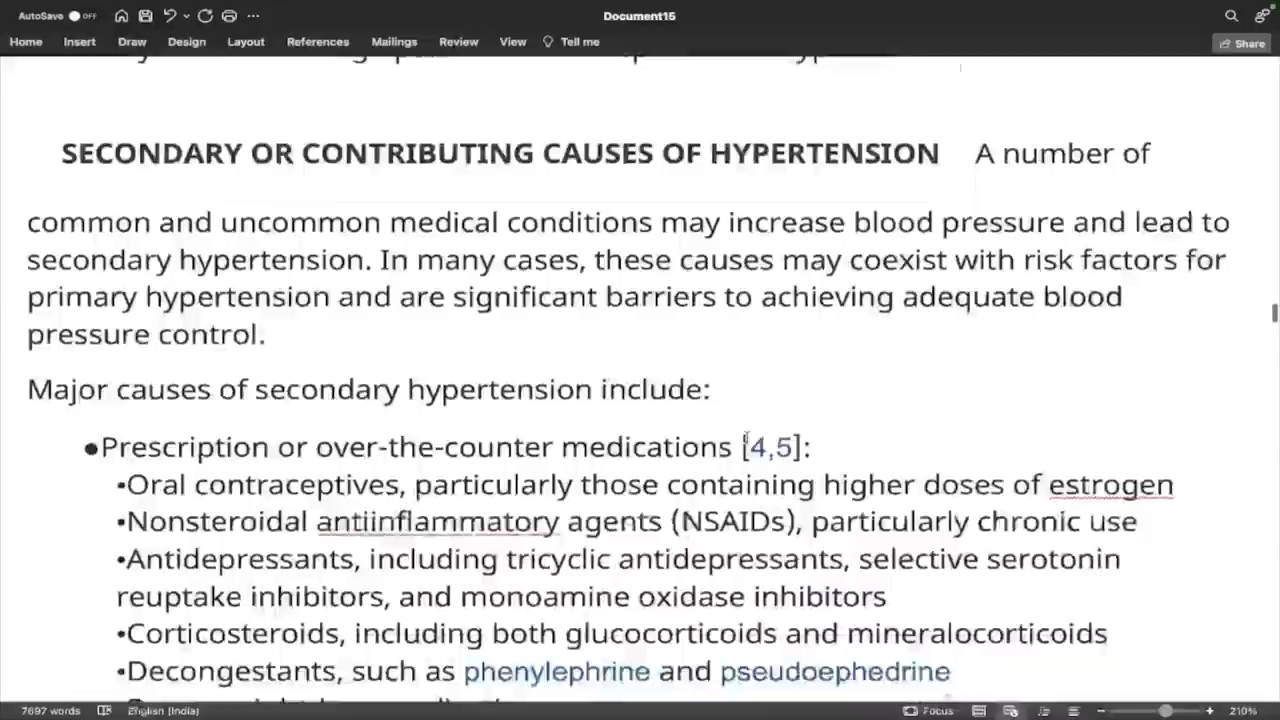 AutoSave OFF
Document15
Home Insert Draw Design Layout References Mailings Review View Tell me
Share
SECONDARY OR CONTRIBUTING CAUSES OF HYPERTENSION A number of
common and uncommon medical conditions may increase blood pressure and lead to
secondary hypertension. In many cases, these causes may coexist with risk factors for
primary hypertension and are significant barriers to achieving adequate blood
pressure control.
Major causes of secondary hypertension include:
●Prescription or over-the-counter medications [4,5]:
•Oral contraceptives, particularly those containing higher doses of estrogen
•Nonsteroidal antiinflammatory agents (NSAIDs), particularly chronic use
•Antidepressants, including tricyclic antidepressants, selective serotonin
reuptake inhibitors, and monoamine oxidase inhibitors
•Corticosteroids, including both glucocorticoids and mineralocorticoids
•Decongestants, such as phenylephrine and pseudoephedrine
7697 words English (India) Focus 210%